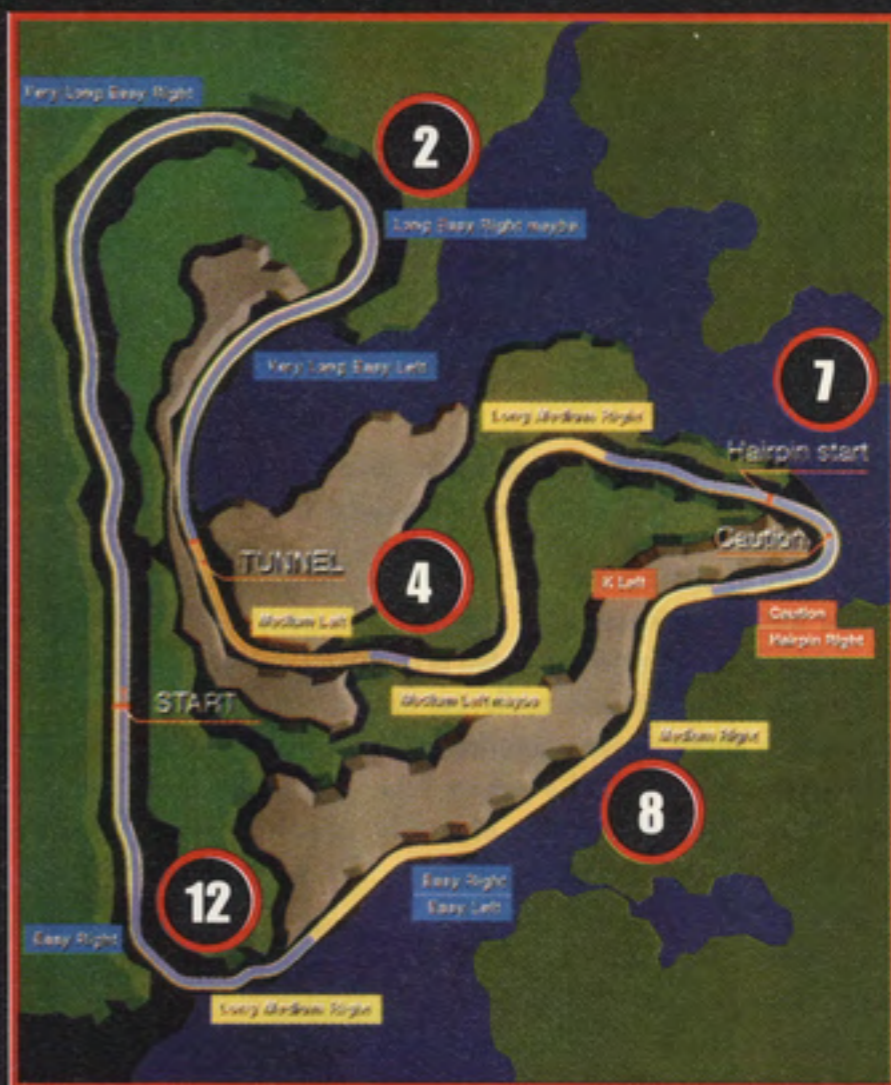 Very Long Easy Right
2
Long Easy Right maybe
Very Long Easy Left
7
Long Medium Right
Hairpin start
Caution
TUNNEL
4
K Left
Medium Left
Caution
Hairpin Right
START
Medium Left maybe
Medium Right
8
12
Easy Right
Easy Left
Easy Right
Long Medium Right